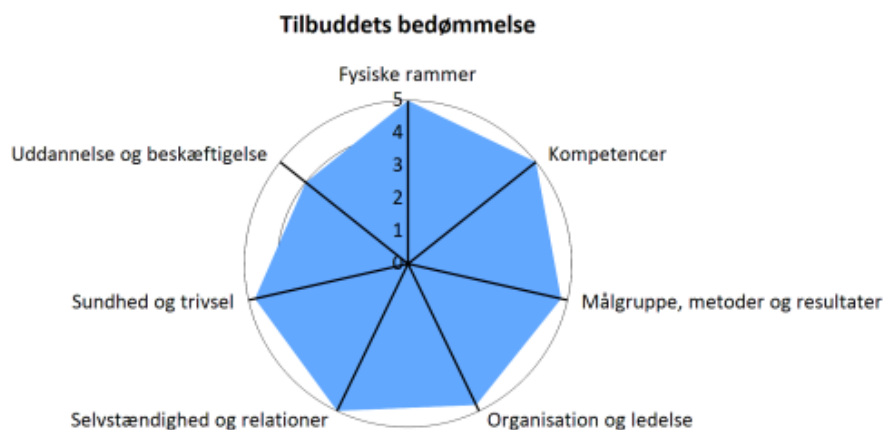 Tilbuddets bedømmelse
Fysiske rammer
5
4
3
2
1
0
Uddannelse og beskæftigelse
Kompetencer
Sundhed og trivsel
Målgruppe, metoder og resultater
Selvstændighed og relationer
Organisation og ledelse